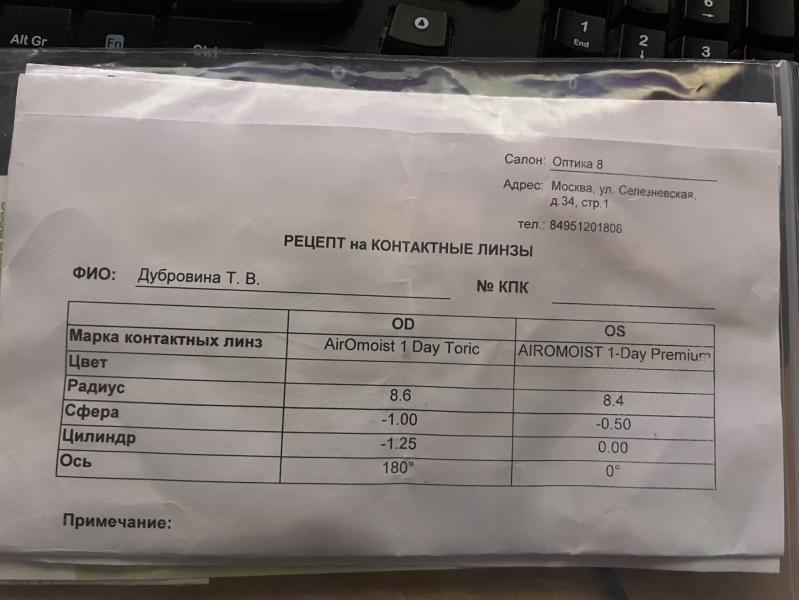 Alt Gr
Fn
Ctrl
1
End
2
3
6
Салон: Оптика 8
Адрес: Москва, ул. Селезневская,
д.34, стр.1
тел.: 84951201808
РЕЦЕПТ на КОНТАКТНЫЕ ЛИНЗЫ
ФИО: Дубровина Т. В. № КПК
OD OS
Марка контактных линз AirOmoist 1 Day Toric AIROMOIST 1-Day Premium
Цвет
Радиус 8.6 8.4
Сфера -1.00 -0.50
Цилиндр -1.25 0.00
Ось 180° 0°
Примечание: